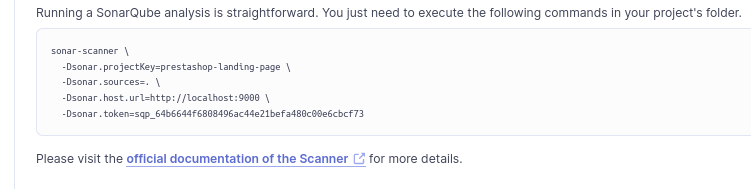 Running a SonarQube analysis is straightforward. You just need to execute the following commands in your project's folder.
sonar-scanner \
-Dsonar.projectKey=prestashop-landing-page \
-Dsonar.sources=. \
-Dsonar.host.url=http://localhost:9000 \
-Dsonar.token=sqp_64b6644f6808496ac44e21befa480c00e6cbcf73
Please visit the official documentation of the Scanner for more details.